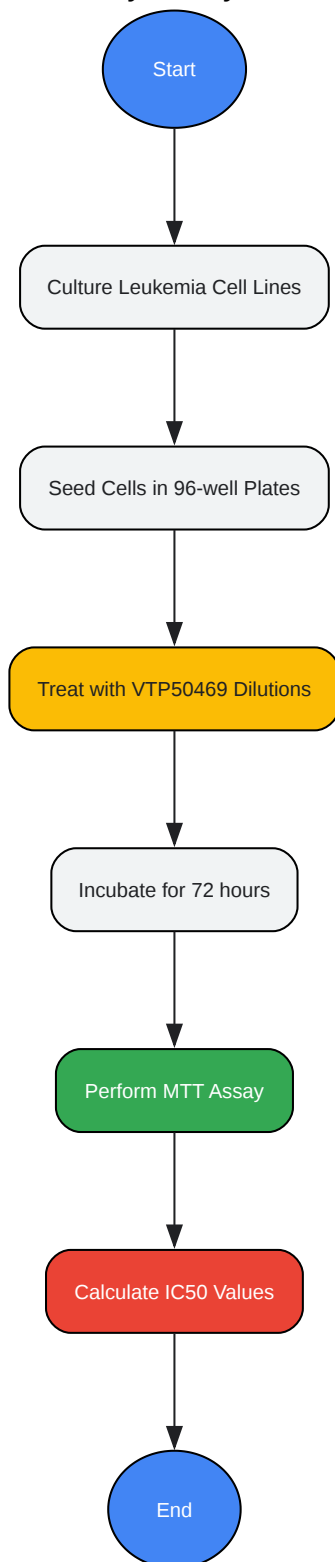 Start
Culture Leukemia Cell Lines
Seed Cells in 96-well Plates
Treat with VTP50469 Dilutions
Incubate for 72 hours
Perform MTT Assay
Calculate IC50 Values
End